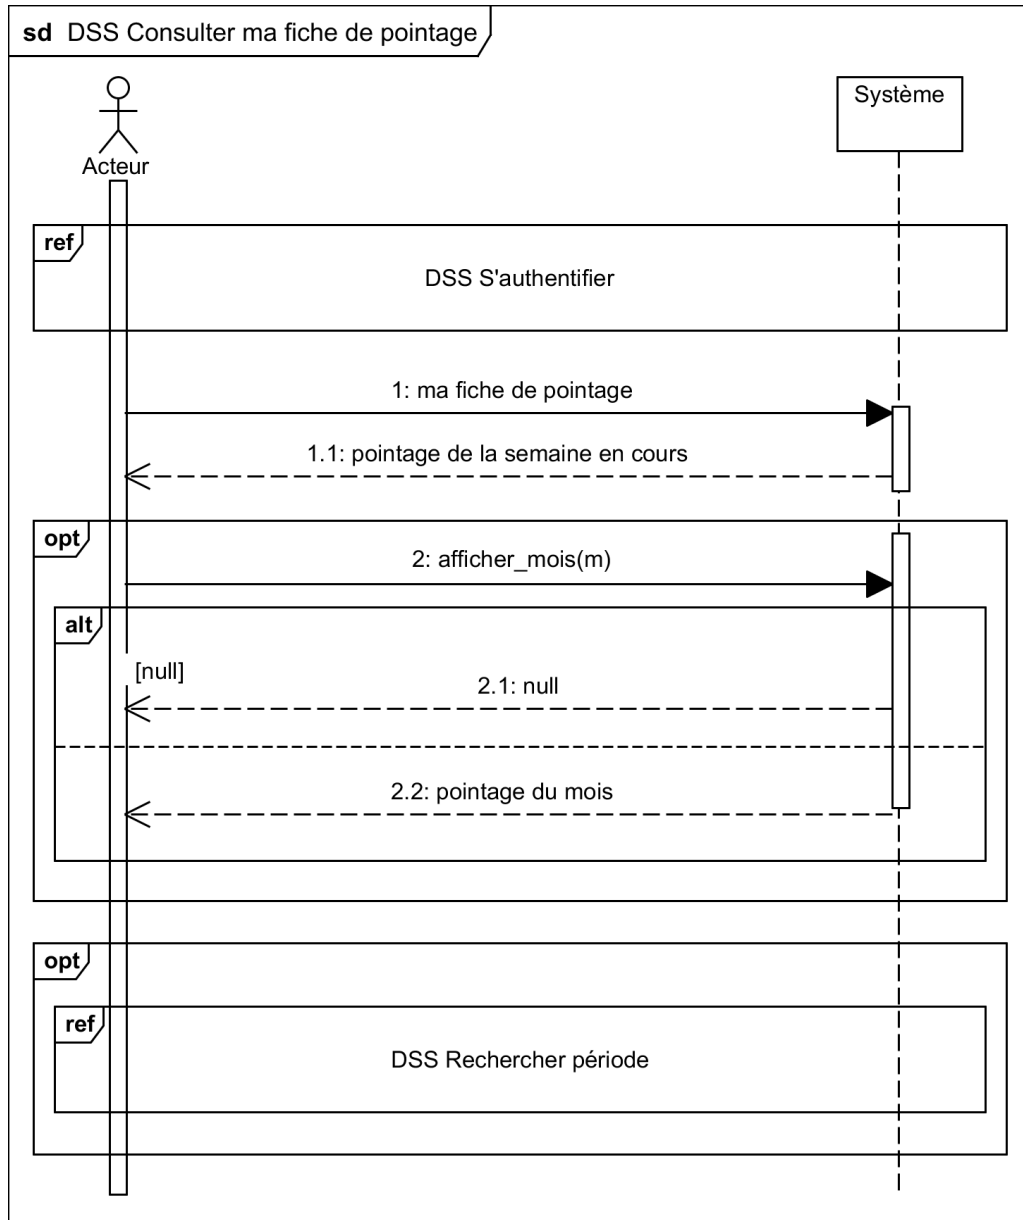 sd DSS Consulter ma fiche de pointage
Système
Acteur
ref
DSS S'authentifier
1: ma fiche de pointage
1.1: pointage de la semaine en cours
opt
2: afficher_mois(m)
alt
[null]
2.1: null
2.2: pointage du mois
opt
ref
DSS Rechercher période